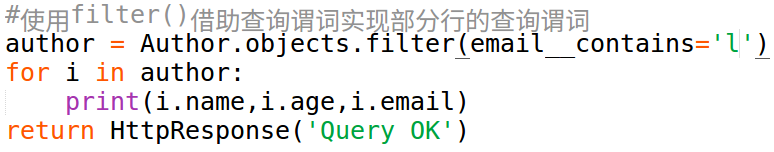 #使用filter()借助查询谓词实现部分行的查询谓词
author = Author.objects.filter(email__contains='l')
for i in author:
    print(i.name,i.age,i.email)
return HttpResponse('Query OK')